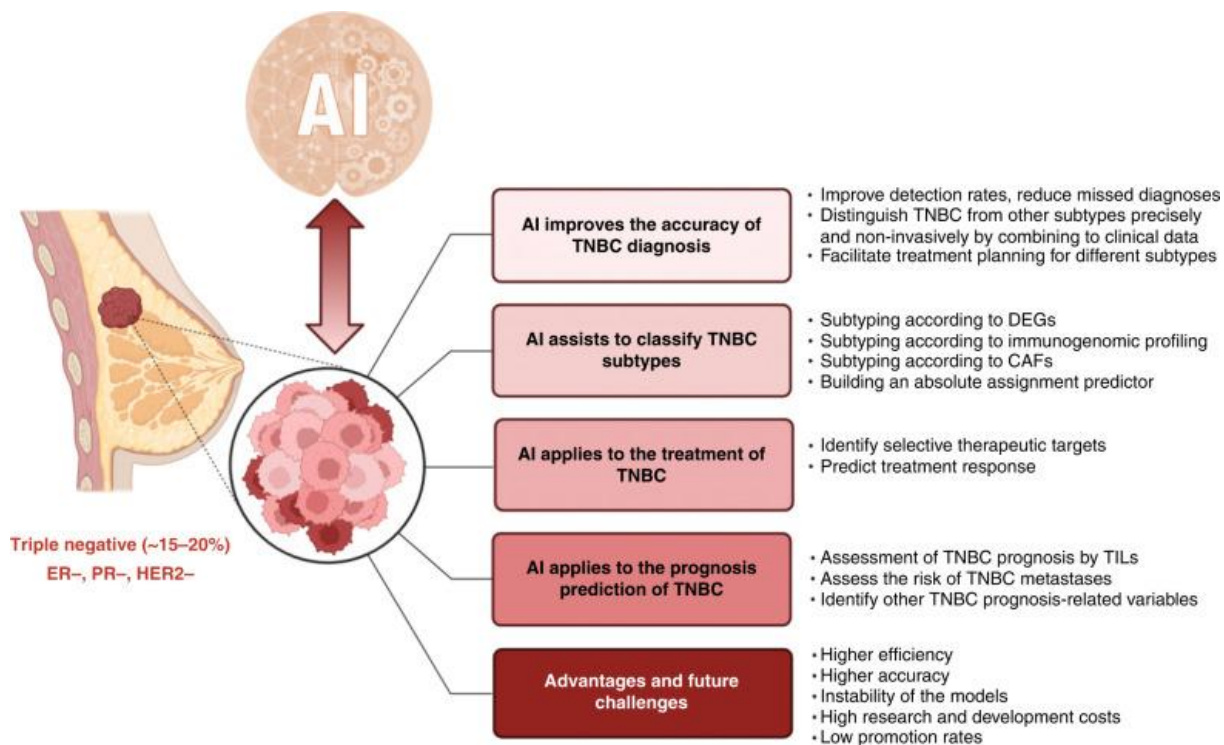 AI
AI improves the accuracy of
TNBC diagnosis
• Improve detection rates, reduce missed diagnoses
• Distinguish TNBC from other subtypes precisely
and non-invasively by combining to clinical data
• Facilitate treatment planning for different subtypes
AI assists to classify TNBC
subtypes
• Subtyping according to DEGs
• Subtyping according to immunogenomic profiling
• Subtyping according to CAFs
• Building an absolute assignment predictor
AI applies to the treatment of
TNBC
• Identify selective therapeutic targets
• Predict treatment response
Triple negative (~15–20%)
ER–, PR–, HER2–
AI applies to the prognosis
prediction of TNBC
• Assessment of TNBC prognosis by TILs
• Assess the risk of TNBC metastases
• Identify other TNBC prognosis-related variables
Advantages and future
challenges
• Higher efficiency
• Higher accuracy
• Instability of the models
• High research and development costs
• Low promotion rates